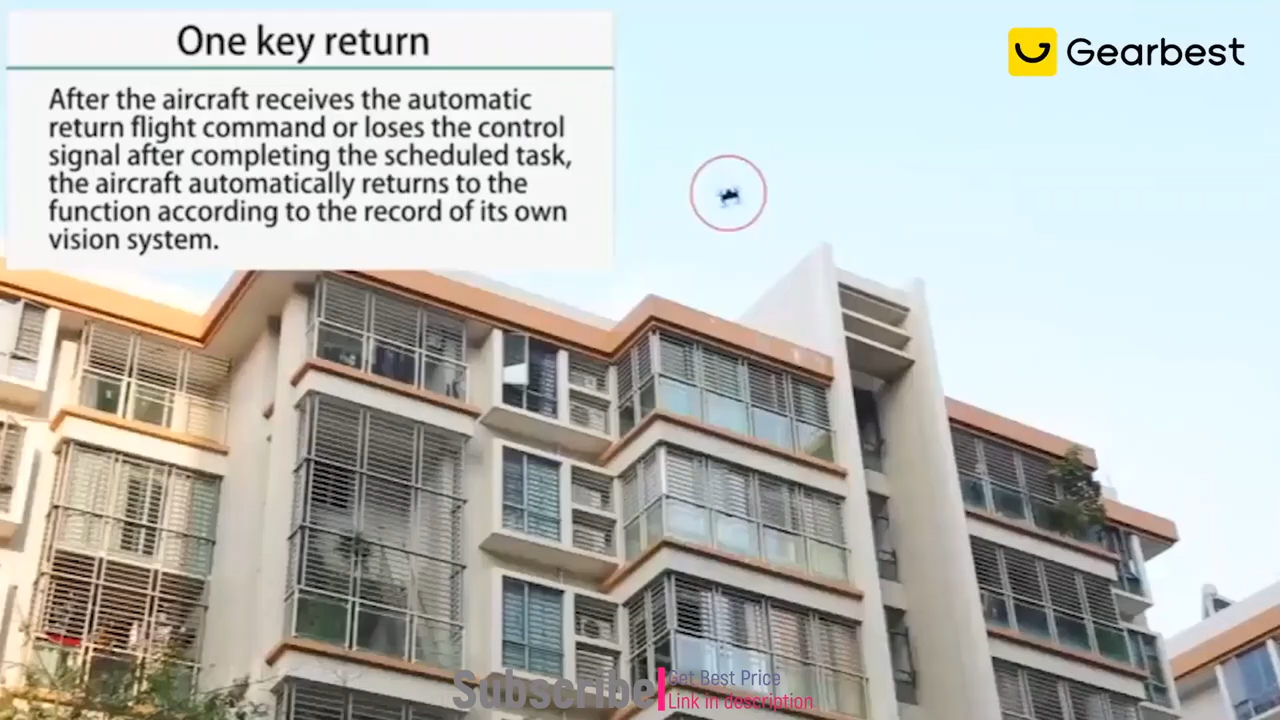 One key return
After the aircraft receives the automatic
return flight command or loses the control
signal after completing the scheduled task,
the aircraft automatically returns to the
function according to the record of its own
vision system.
Gearbest
Subscribe
Get Best Price
Link in description